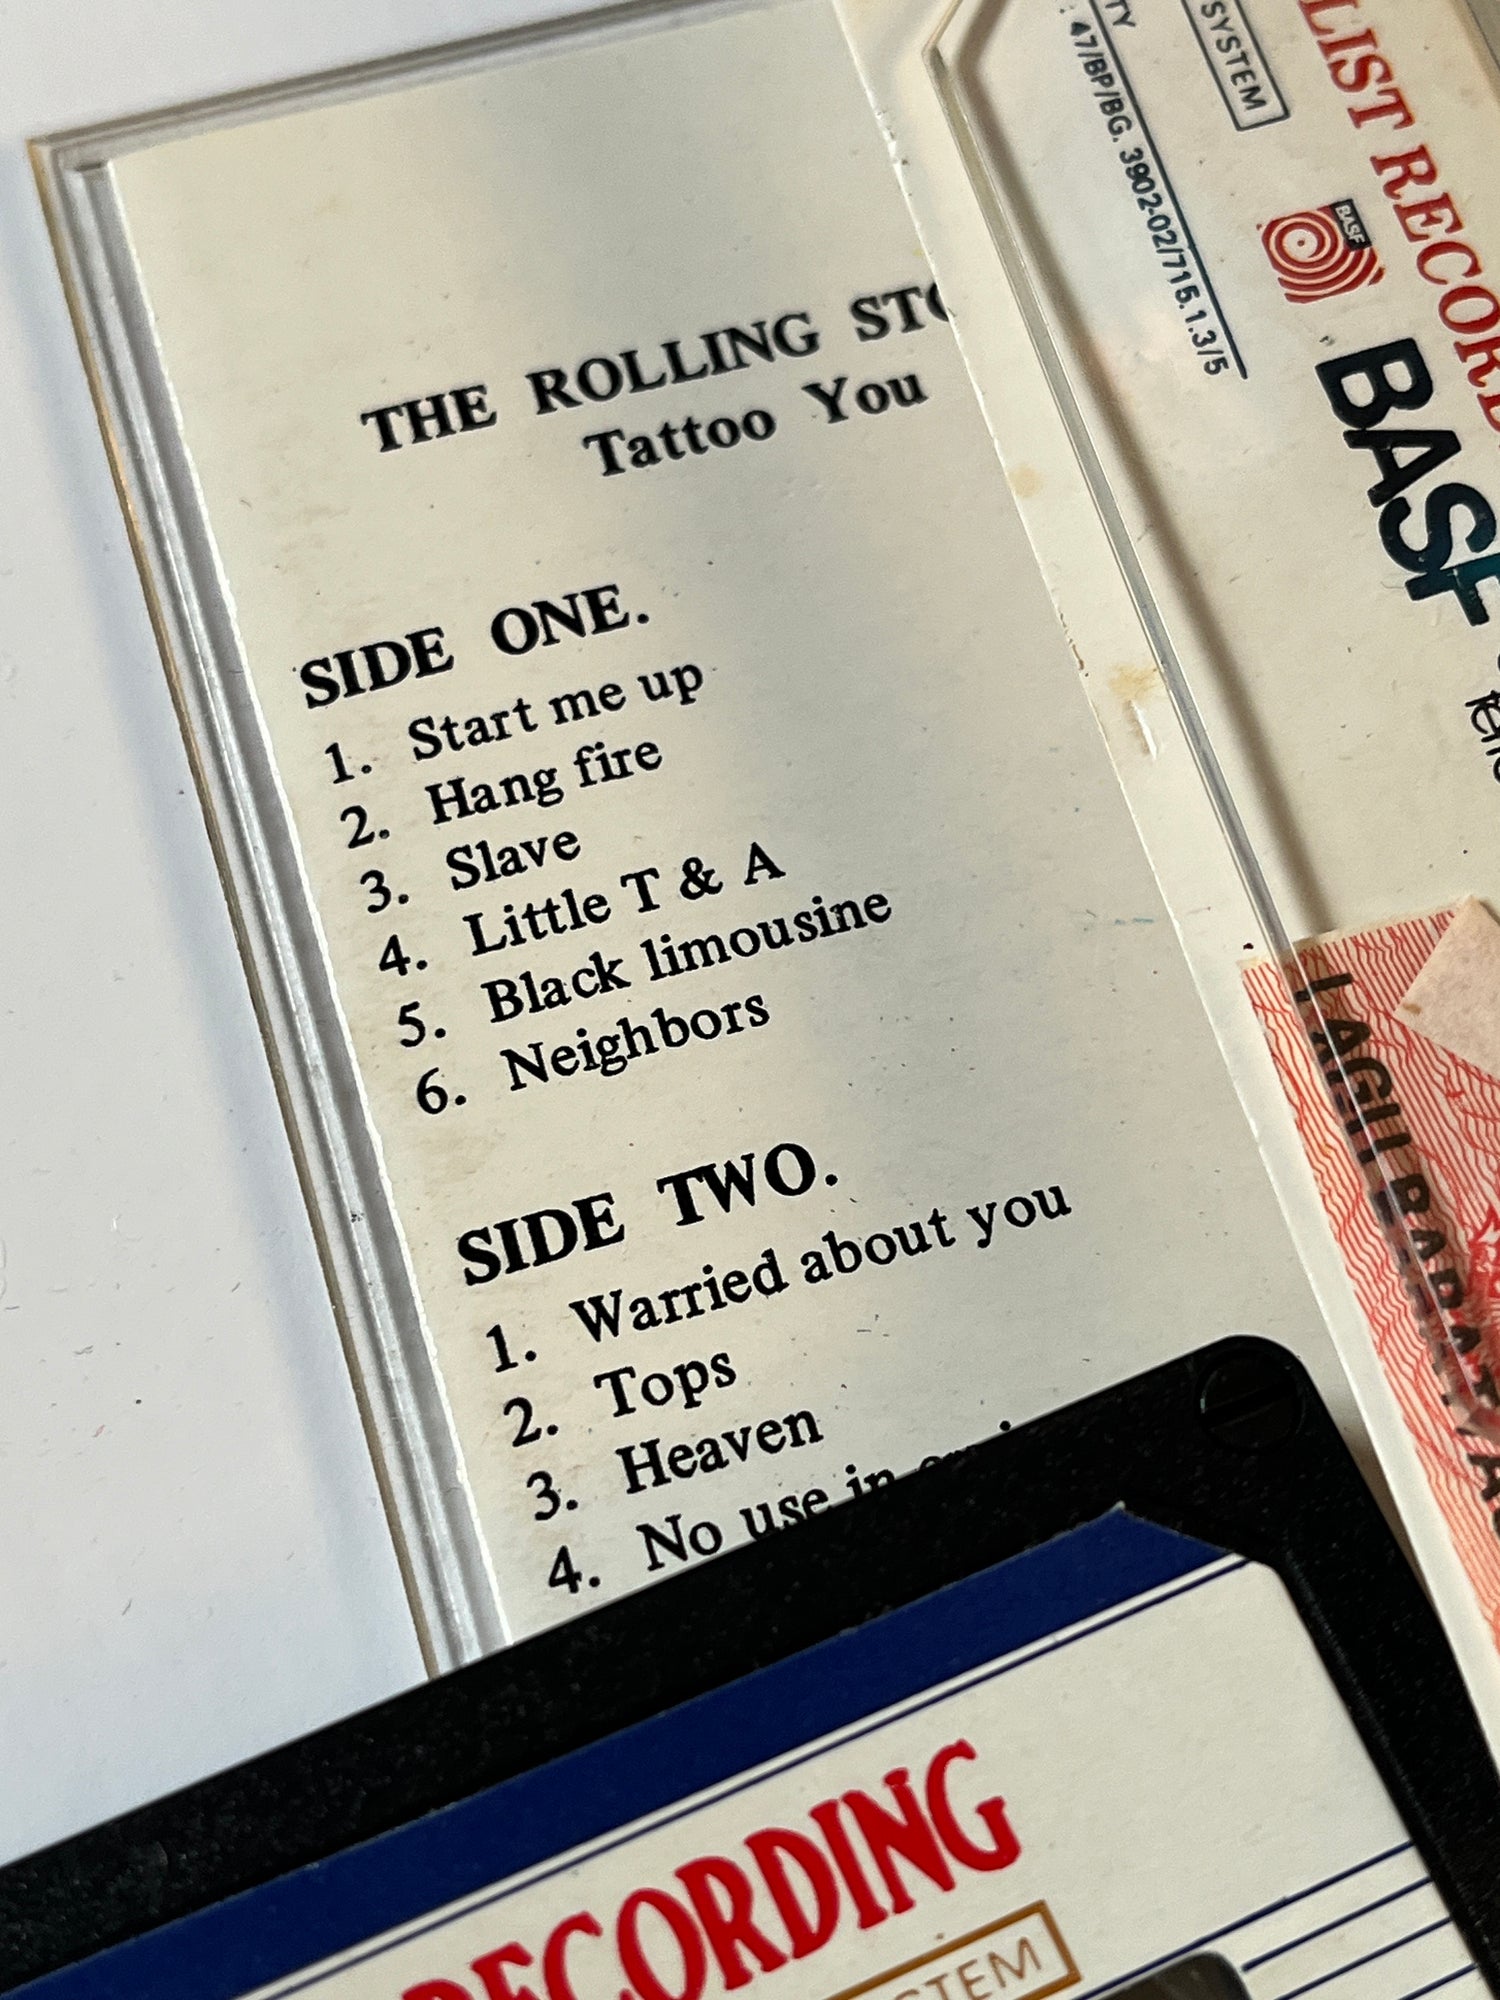 THE ROLLING
Tattoo You
SIDE ONE.
1. Start me up
2. Hang fire
3. Slave
4. Little T & A
5. Black limousine
6. Neighbors
SIDE TWO.
1. Warried about you
2. Tops
3. Heaven
4. No use in
TY
: 47/BP/BG. 3902-02/715.1.3/5
SYSTEM
LIST RECORD
BASF
BASF
RECORDING
STEM